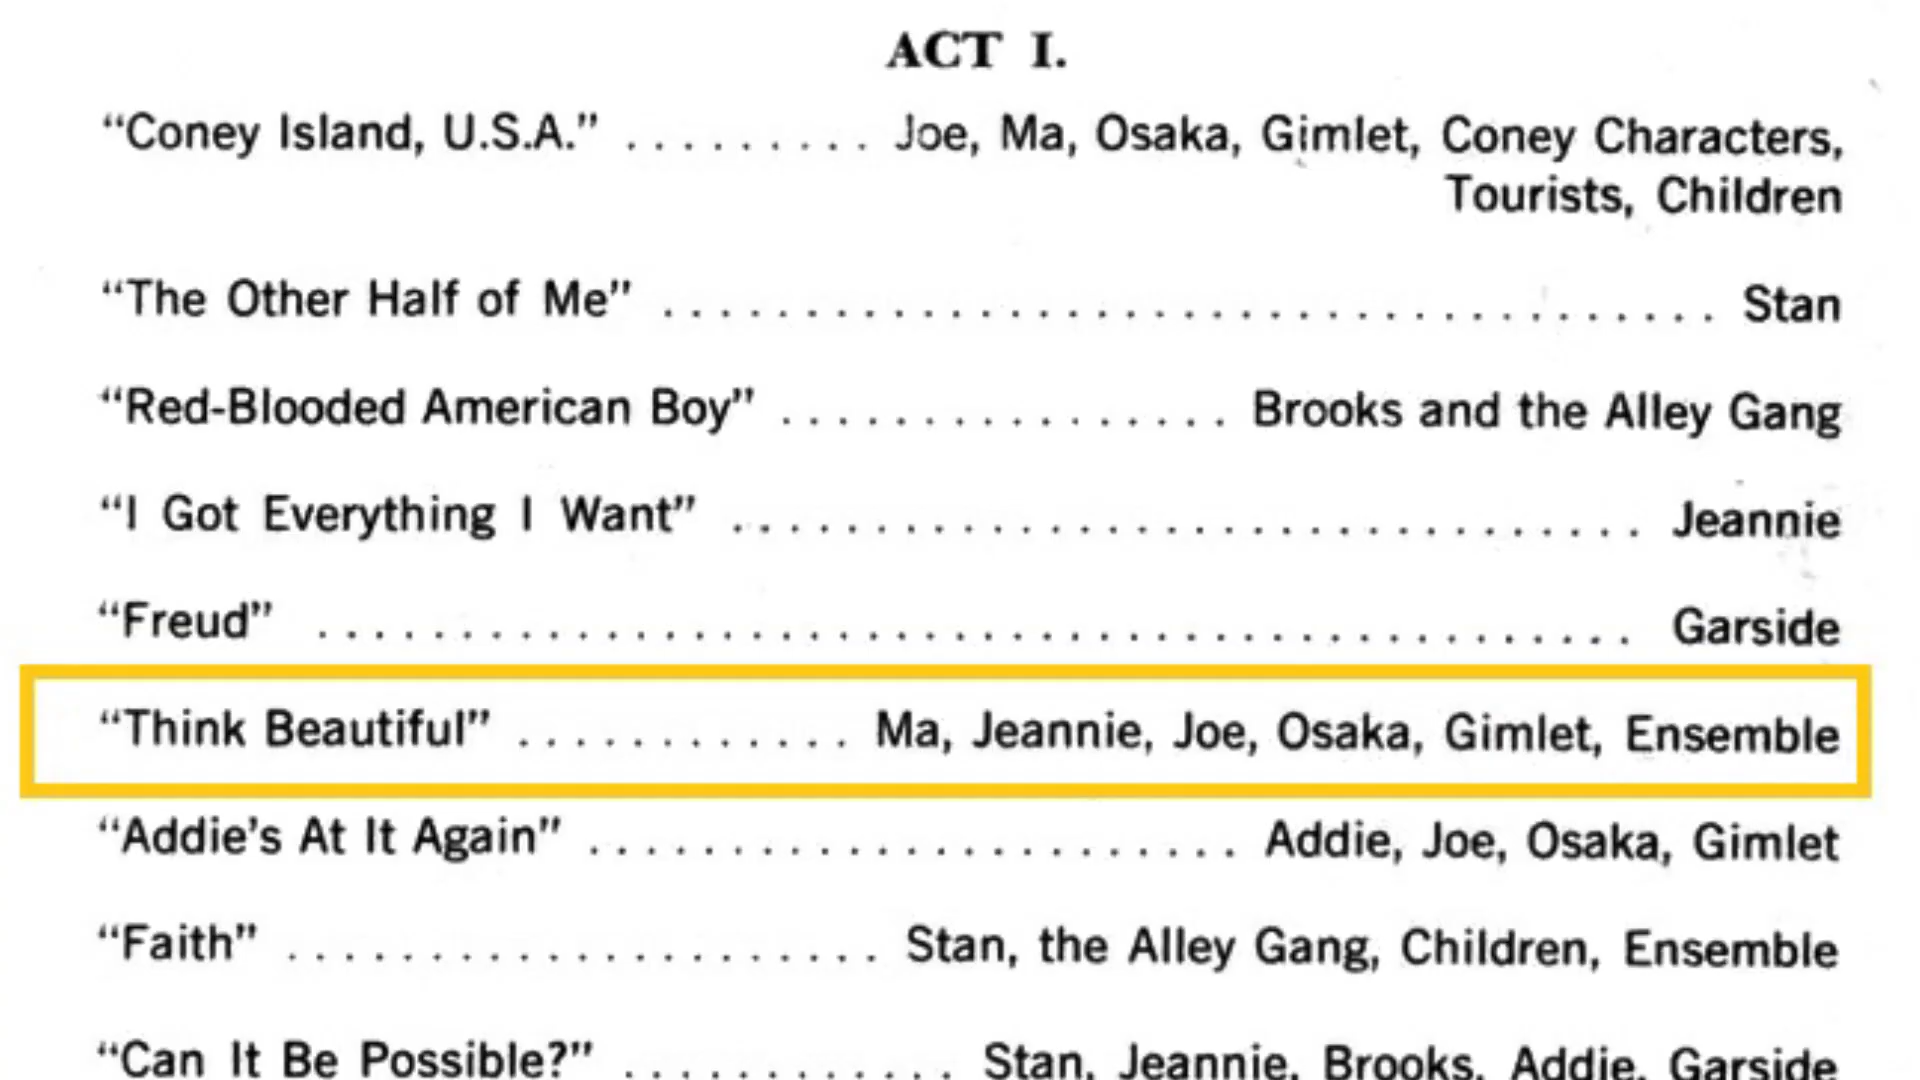 ACT I.
“Coney Island, U.S.A.” ......... Joe, Ma, Osaka, Gimlet, Coney Characters,
Tourists, Children
“The Other Half of Me” ..................................... Stan
“Red-Blooded American Boy” ................ Brooks and the Alley Gang
“I Got Everything I Want” ................................ Jeannie
“Freud” .............................................. Garside
“Think Beautiful” ............ Ma, Jeannie, Joe, Osaka, Gimlet, Ensemble
“Addie’s At It Again” ....................... Addie, Joe, Osaka, Gimlet
“Faith” ..................... Stan, the Alley Gang, Children, Ensemble
“Can It Be Possible?” ............ Stan, Jeannie, Brooks, Addie, Garside